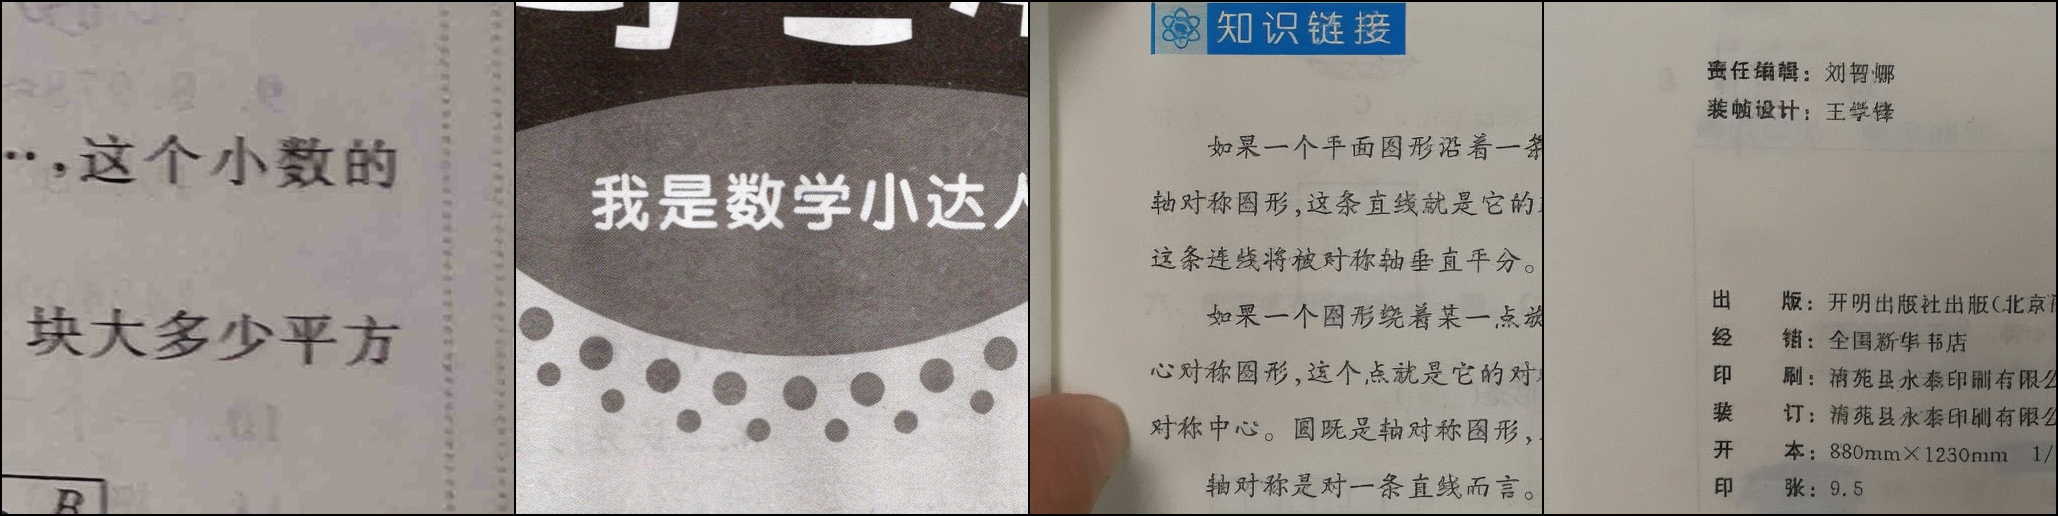 …,这个小数的
块大多少平方
B
我是数学小达人
知识链接
如果一个平面图形沿着一条
轴对称图形,这条直线就是它的
这条连线将被对称轴垂直平分。
如果一个图形绕着某一点旋
心对称图形,这个点就是它的对
对称中心。圆既是轴对称图形,
轴对称是对一条直线而言。
责任编辑：刘智娜
装帧设计：王学锋
出 版：开明出版社出版(北京
经 销：全国新华书店
印 刷：清苑县永泰印刷有限公
装 订：清苑县永泰印刷有限公
开 本：880mm×1230mm 1/
印 张：9.5